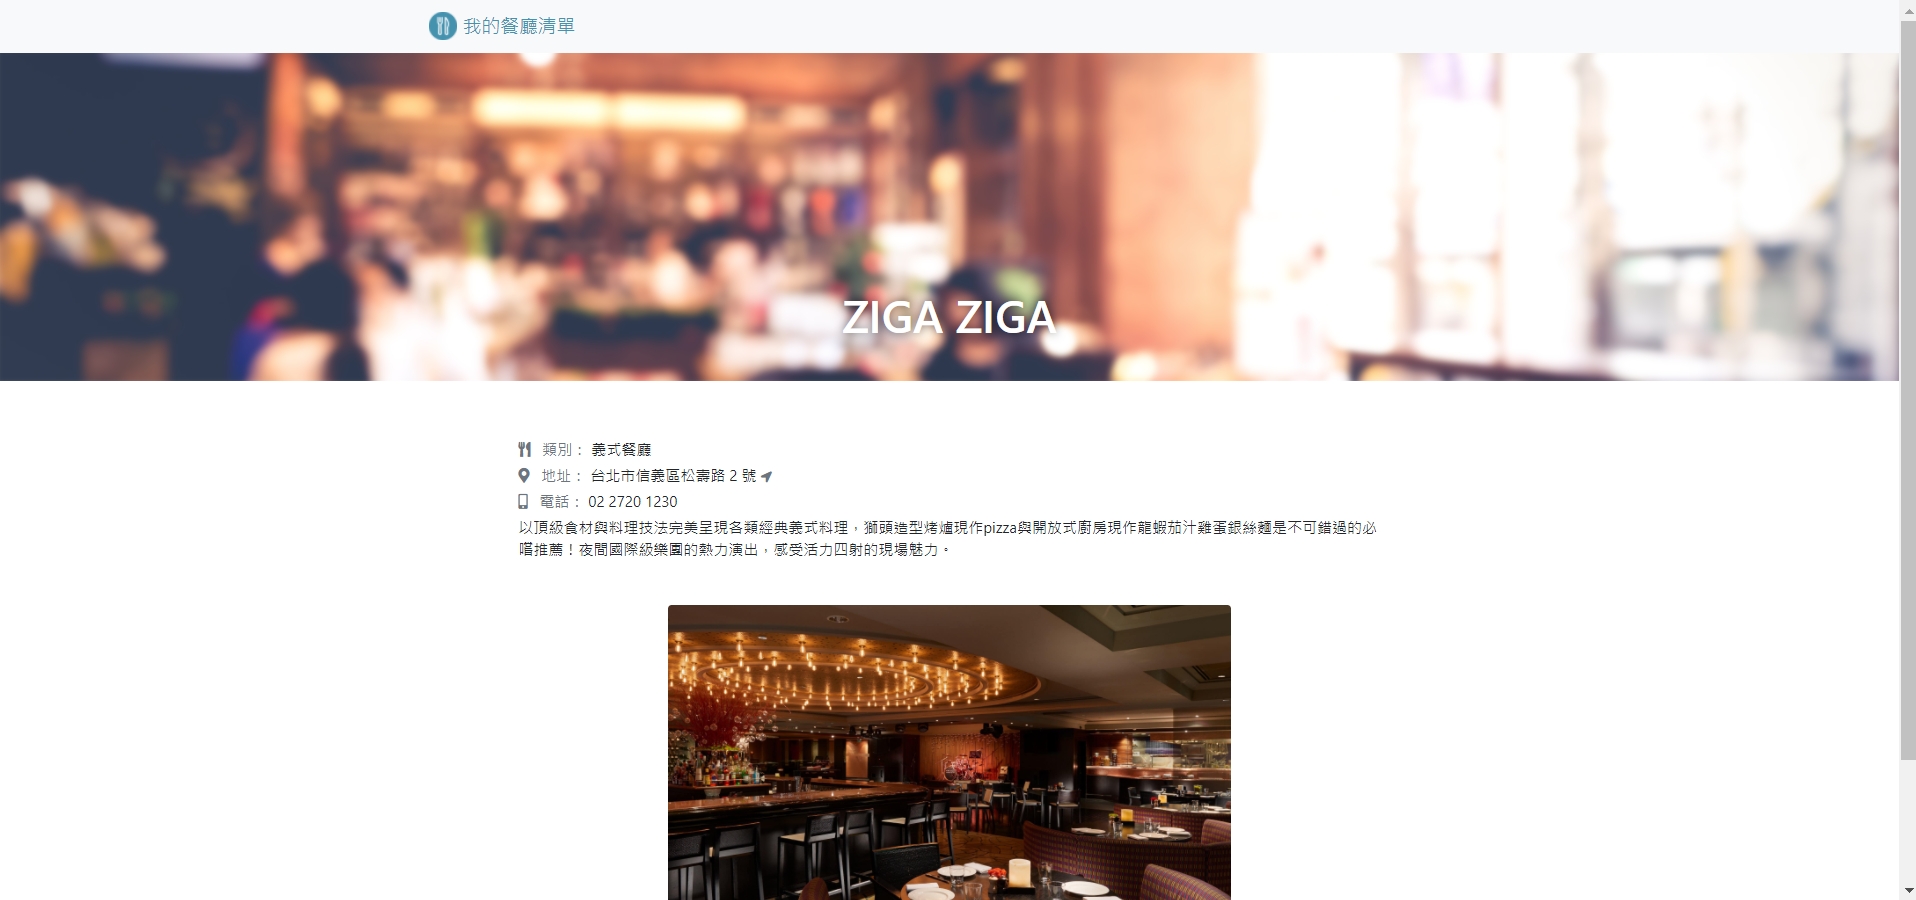 我的餐廳清單
ZIGA ZIGA
類別： 義式餐廳
地址： 台北市信義區松壽路 2 號
電話： 02 2720 1230
以頂級食材與料理技法完美呈現各類經典義式料理，獅頭造型烤爐現作pizza與開放式廚房現作龍蝦茄汁雞蛋銀絲麵是不可錯過的必
嚐推薦！夜間國際級樂團的熱力演出，感受活力四射的現場魅力。